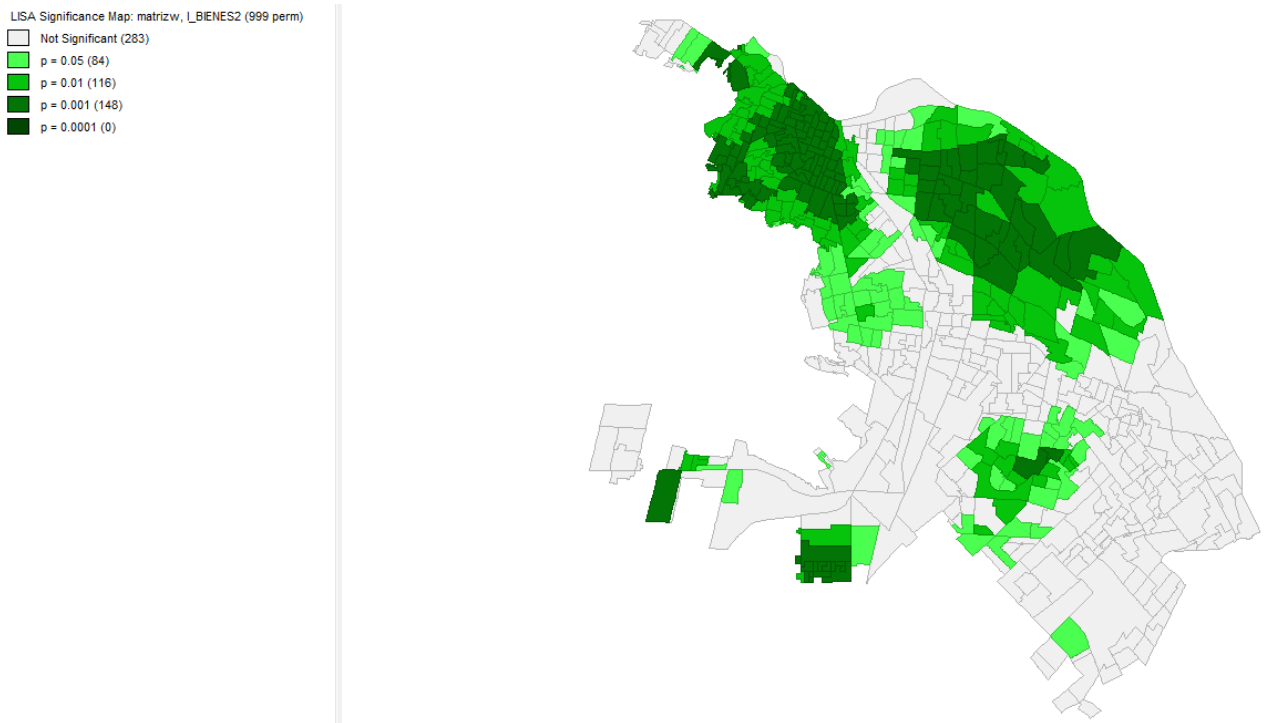 LISA Significance Map: matrizw, I_BIENES2 (999 perm)
Not Significant (283)
p = 0.05 (84)
p = 0.01 (116)
p = 0.001 (148)
p = 0.0001 (0)